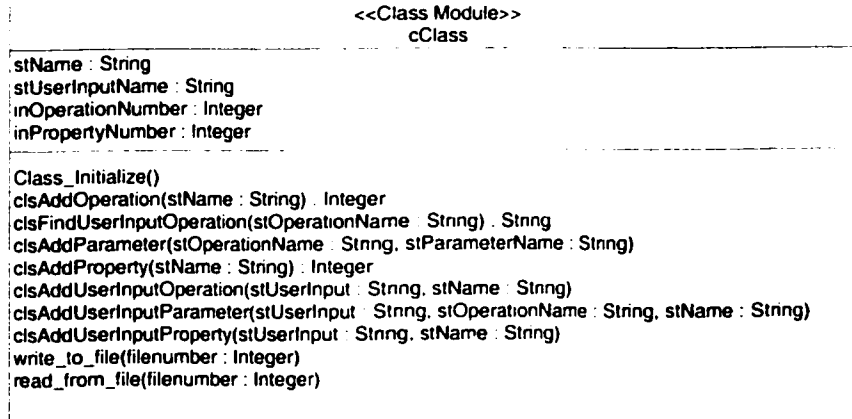 <<Class Module>>
cClass
stName : String
stUserInputName : String
inOperationNumber : Integer
inPropertyNumber : Integer
Class_Initialize()
clsAddOperation(stName : String) : Integer
clsFindUserInputOperation(stOperationName : String) : String
clsAddParameter(stOperationName : String, stParameterName : String)
clsAddProperty(stName : String) : Integer
clsAddUserInputOperation(stUserInput : String, stName : String)
clsAddUserInputParameter(stUserInput : String, stOperationName : String, stName : String)
clsAddUserInputProperty(stUserInput : String, stName : String)
write_to_file(filenumber : Integer)
read_from_file(filenumber : Integer)